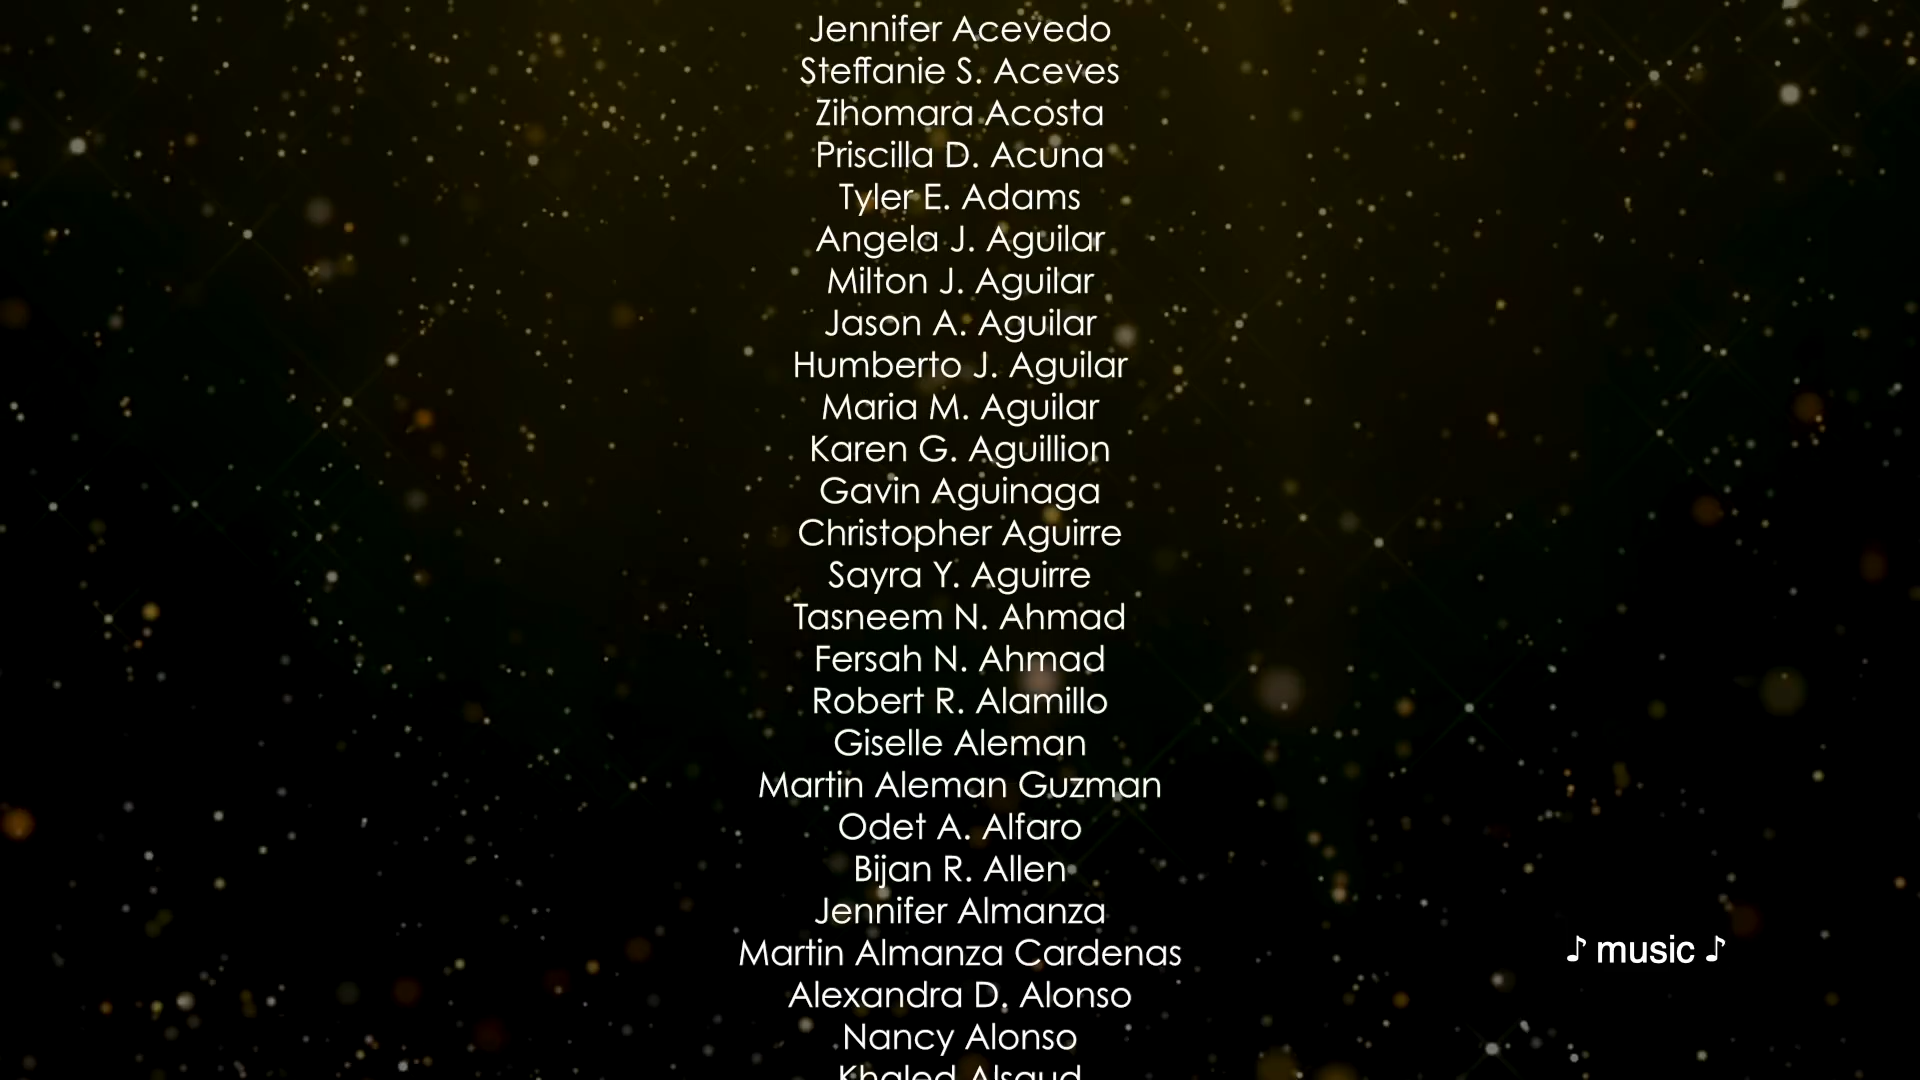 Jennifer Acevedo
Steffanie S. Aceves
Zihomara Acosta
Priscilla D. Acuna
Tyler E. Adams
Angela J. Aguilar
Milton J. Aguilar
Jason A. Aguilar
Humberto J. Aguilar
Maria M. Aguilar
Karen G. Aguillion
Gavin Aguinaga
Christopher Aguirre
Sayra Y. Aguirre
Tasneem N. Ahmad
Fersah N. Ahmad
Robert R. Alamillo
Giselle Aleman
Martin Aleman Guzman
Odet A. Alfaro
Bijan R. Allen
Jennifer Almanza
Martin Almanza Cardenas
♪ music ♪
Alexandra D. Alonso
Nancy Alonso
Khaled Alsaud